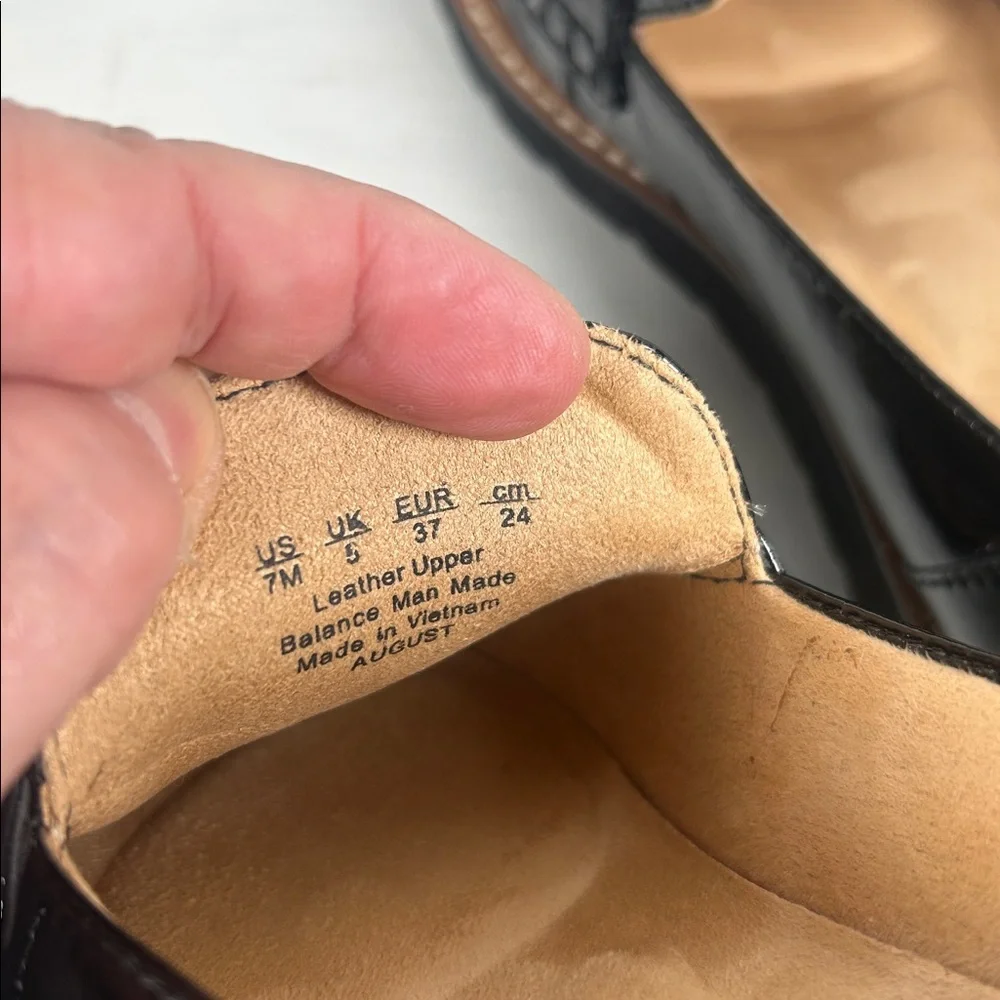 US UK EUR cm
7M 5 37 24
Leather Upper
Balance Man Made
Made in Vietnam
AUGUST